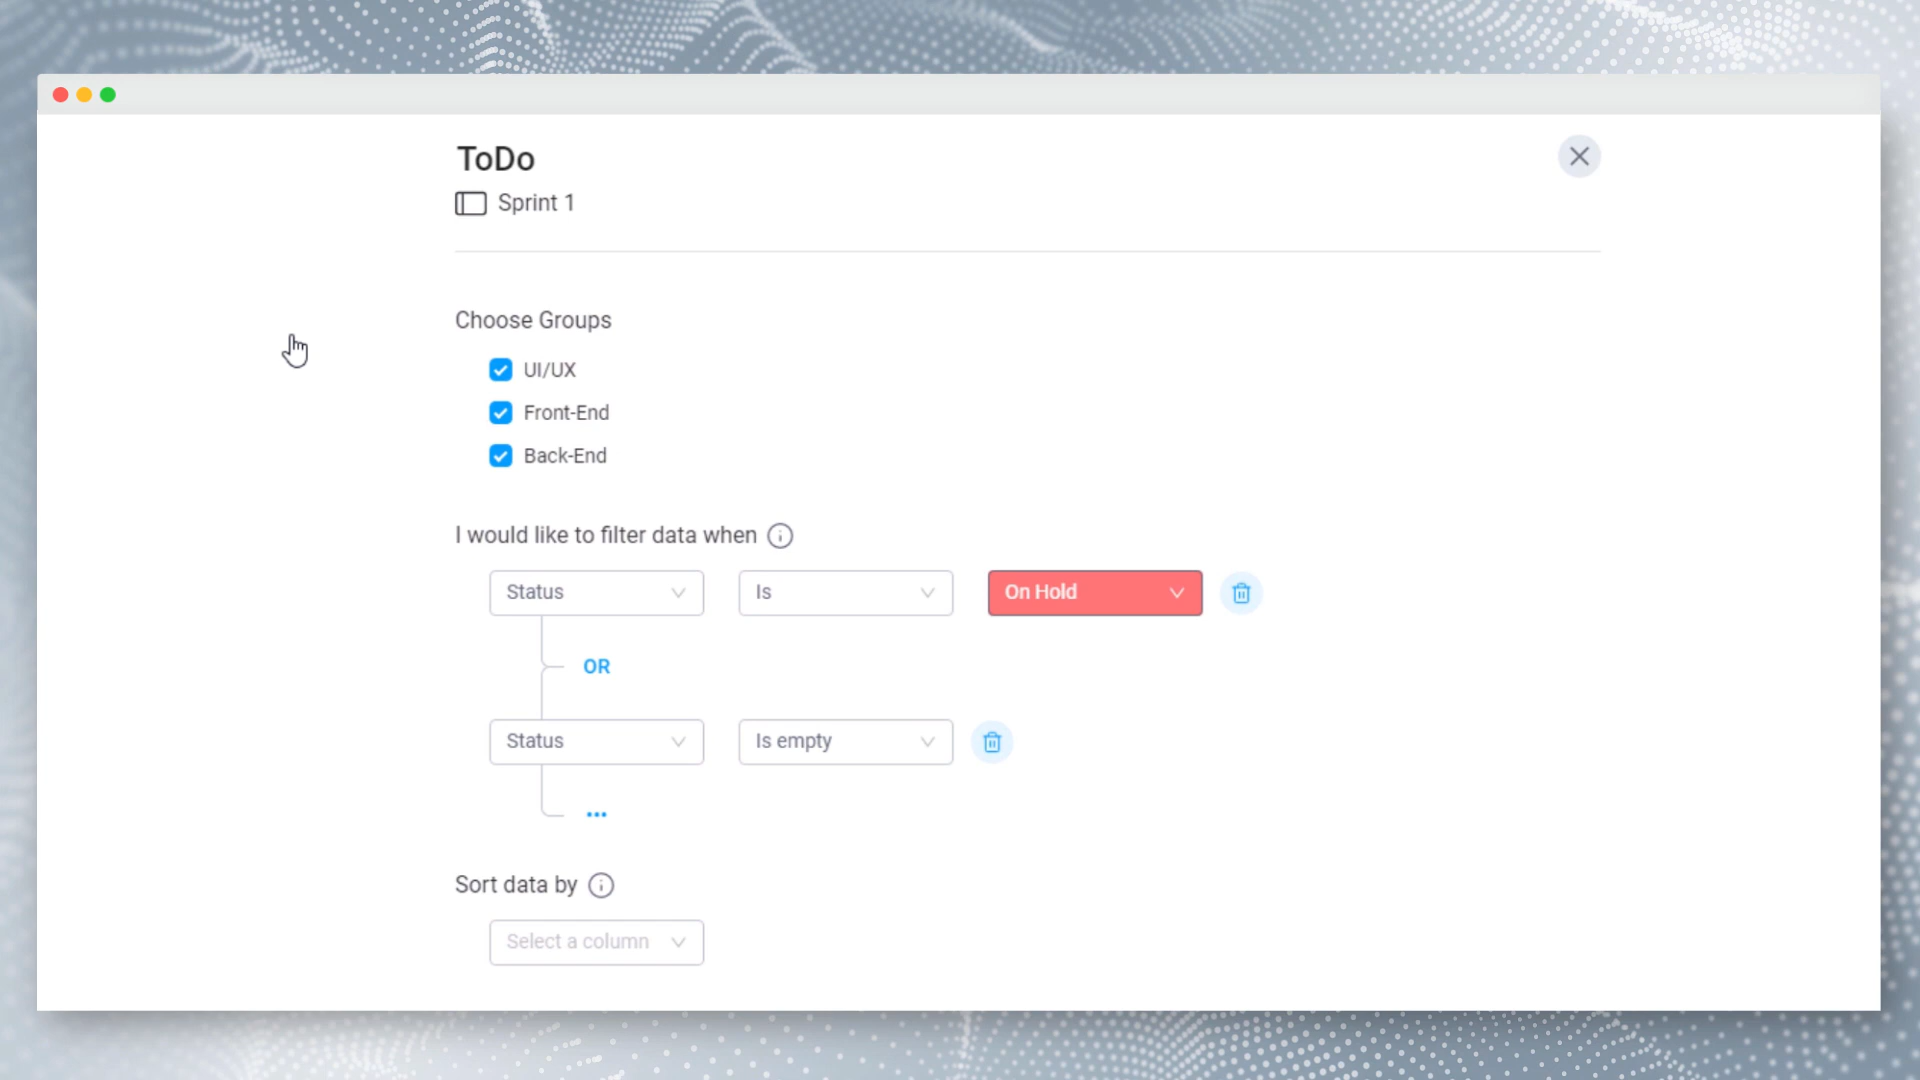 ToDo
Sprint 1
Choose Groups
UI/UX
Front-End
Back-End
I would like to filter data when
Status Is On Hold
OR
Status Is empty
...
Sort data by
Select a column